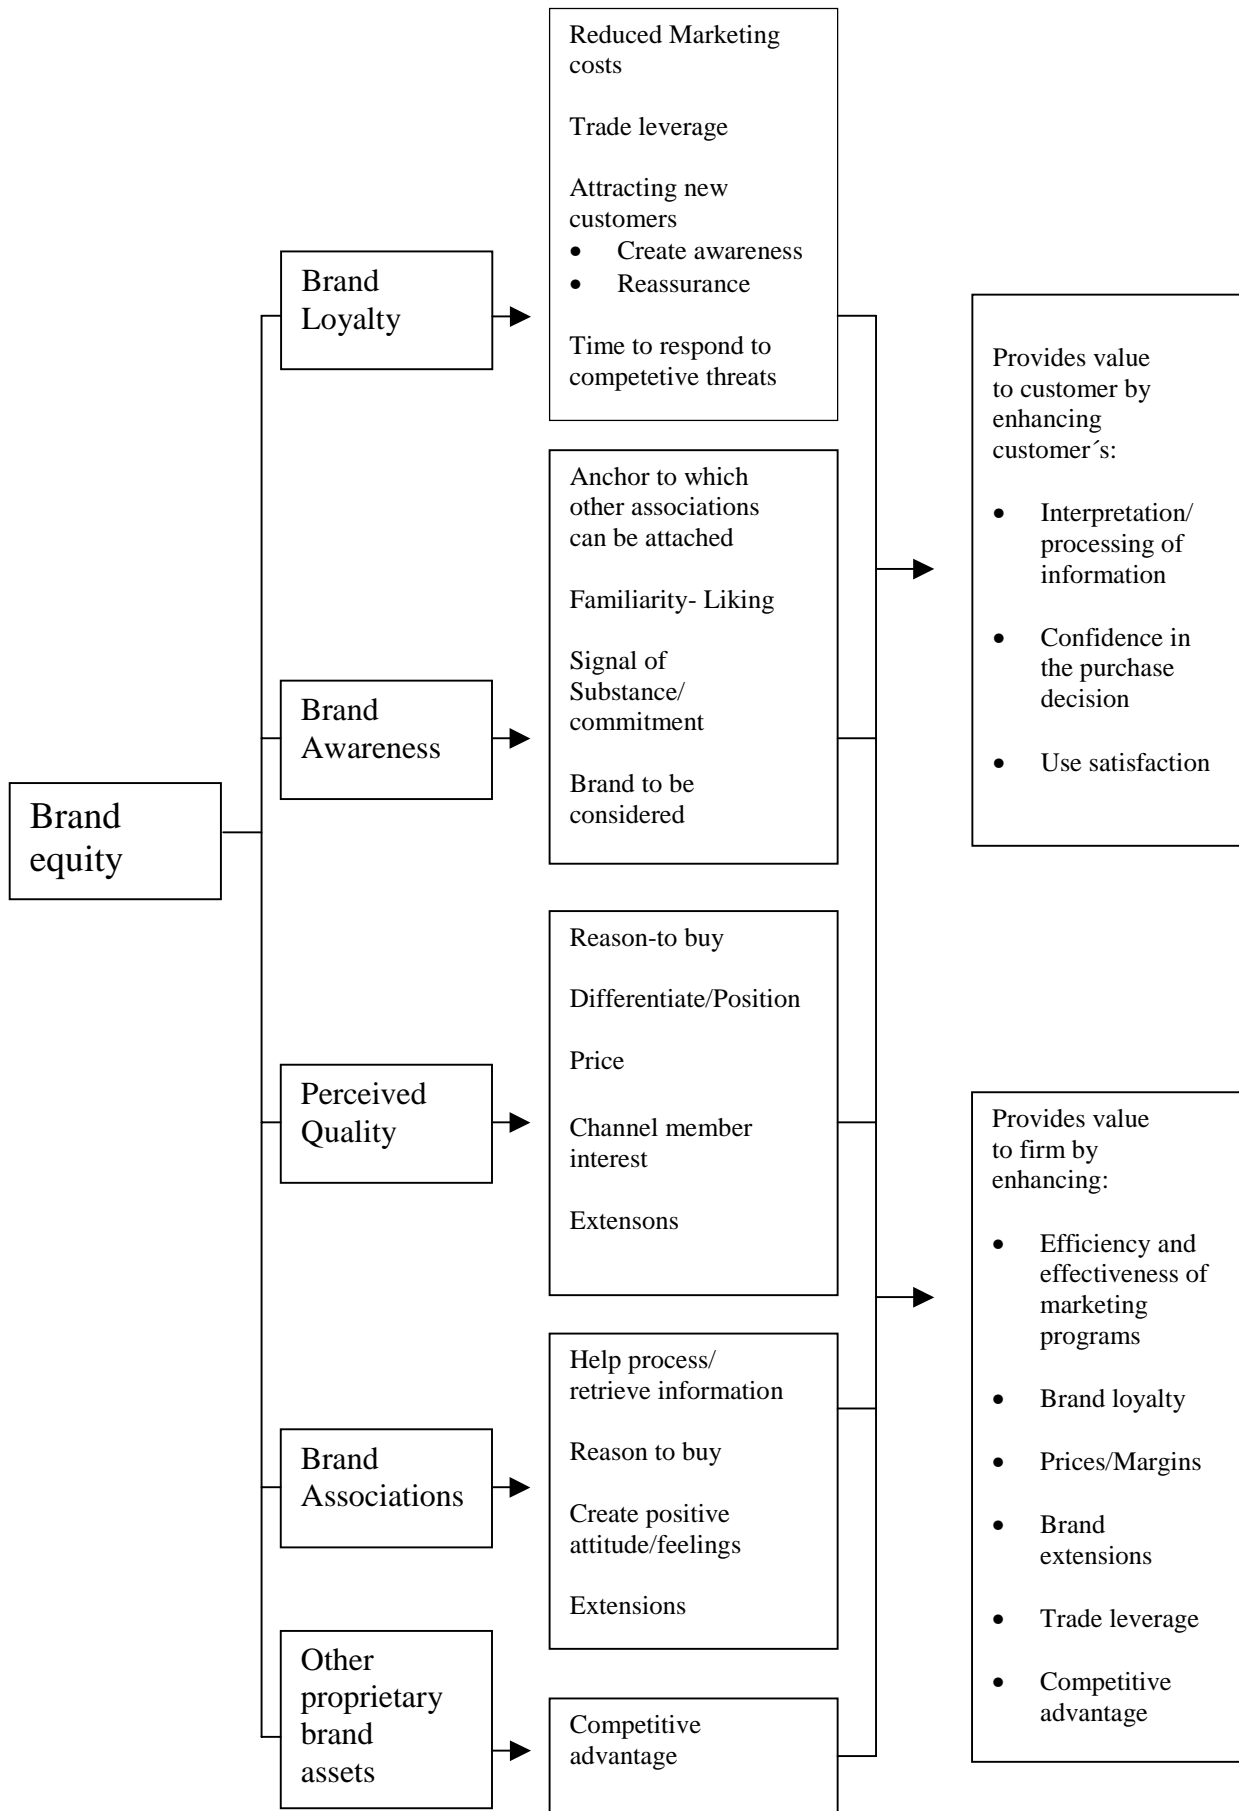 Brand
equity
Brand
Loyalty
Reduced Marketing
costs
Trade leverage
Attracting new
customers
• Create awareness
• Reassurance
Time to respond to
competetive threats
Brand
Awareness
Anchor to which
other associations
can be attached
Familiarity- Liking
Signal of
Substance/
commitment
Brand to be
considered
Perceived
Quality
Reason-to buy
Differentiate/Position
Price
Channel member
interest
Extensons
Brand
Associations
Help process/
retrieve information
Reason to buy
Create positive
attitude/feelings
Extensions
Other
proprietary
brand
assets
Competitive
advantage
Provides value
to customer by
enhancing
customer´s:
• Interpretation/
processing of
information
• Confidence in
the purchase
decision
• Use satisfaction
Provides value
to firm by
enhancing:
• Efficiency and
effectiveness of
marketing
programs
• Brand loyalty
• Prices/Margins
• Brand
extensions
• Trade leverage
• Competitive
advantage